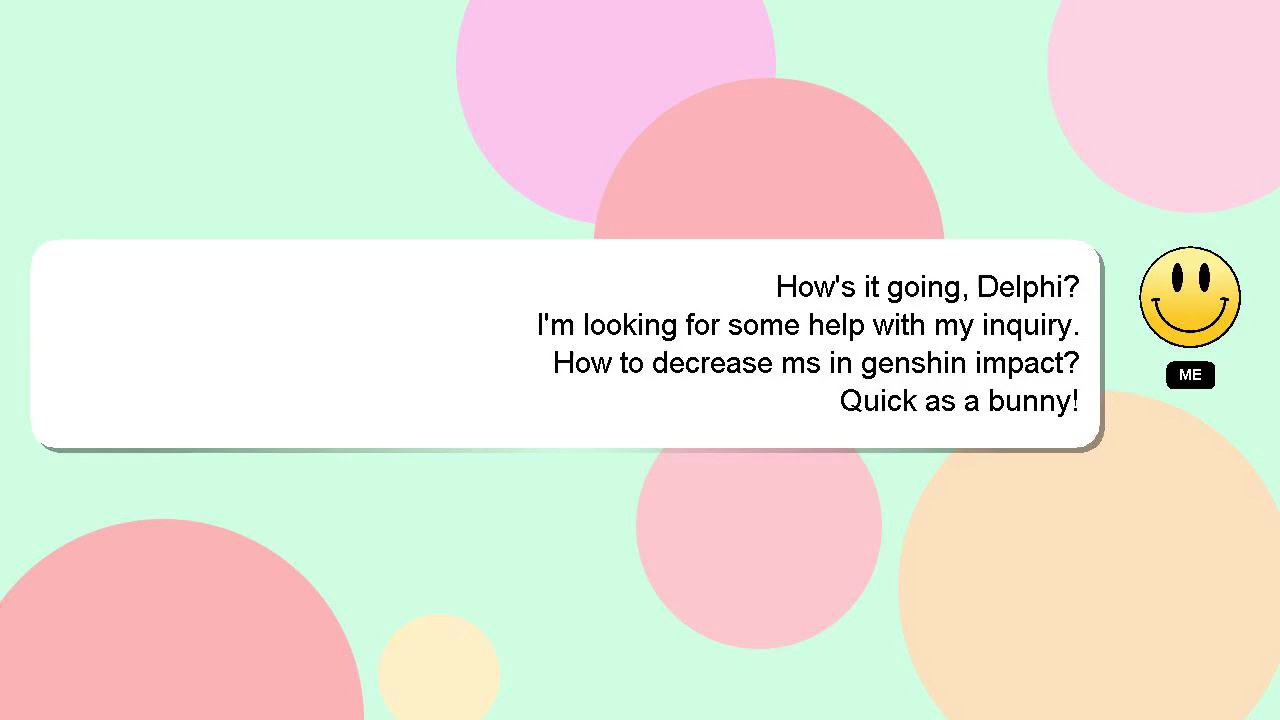 How's it going, Delphi?
I'm looking for some help with my inquiry.
How to decrease ms in genshin impact?
Quick as a bunny!
ME